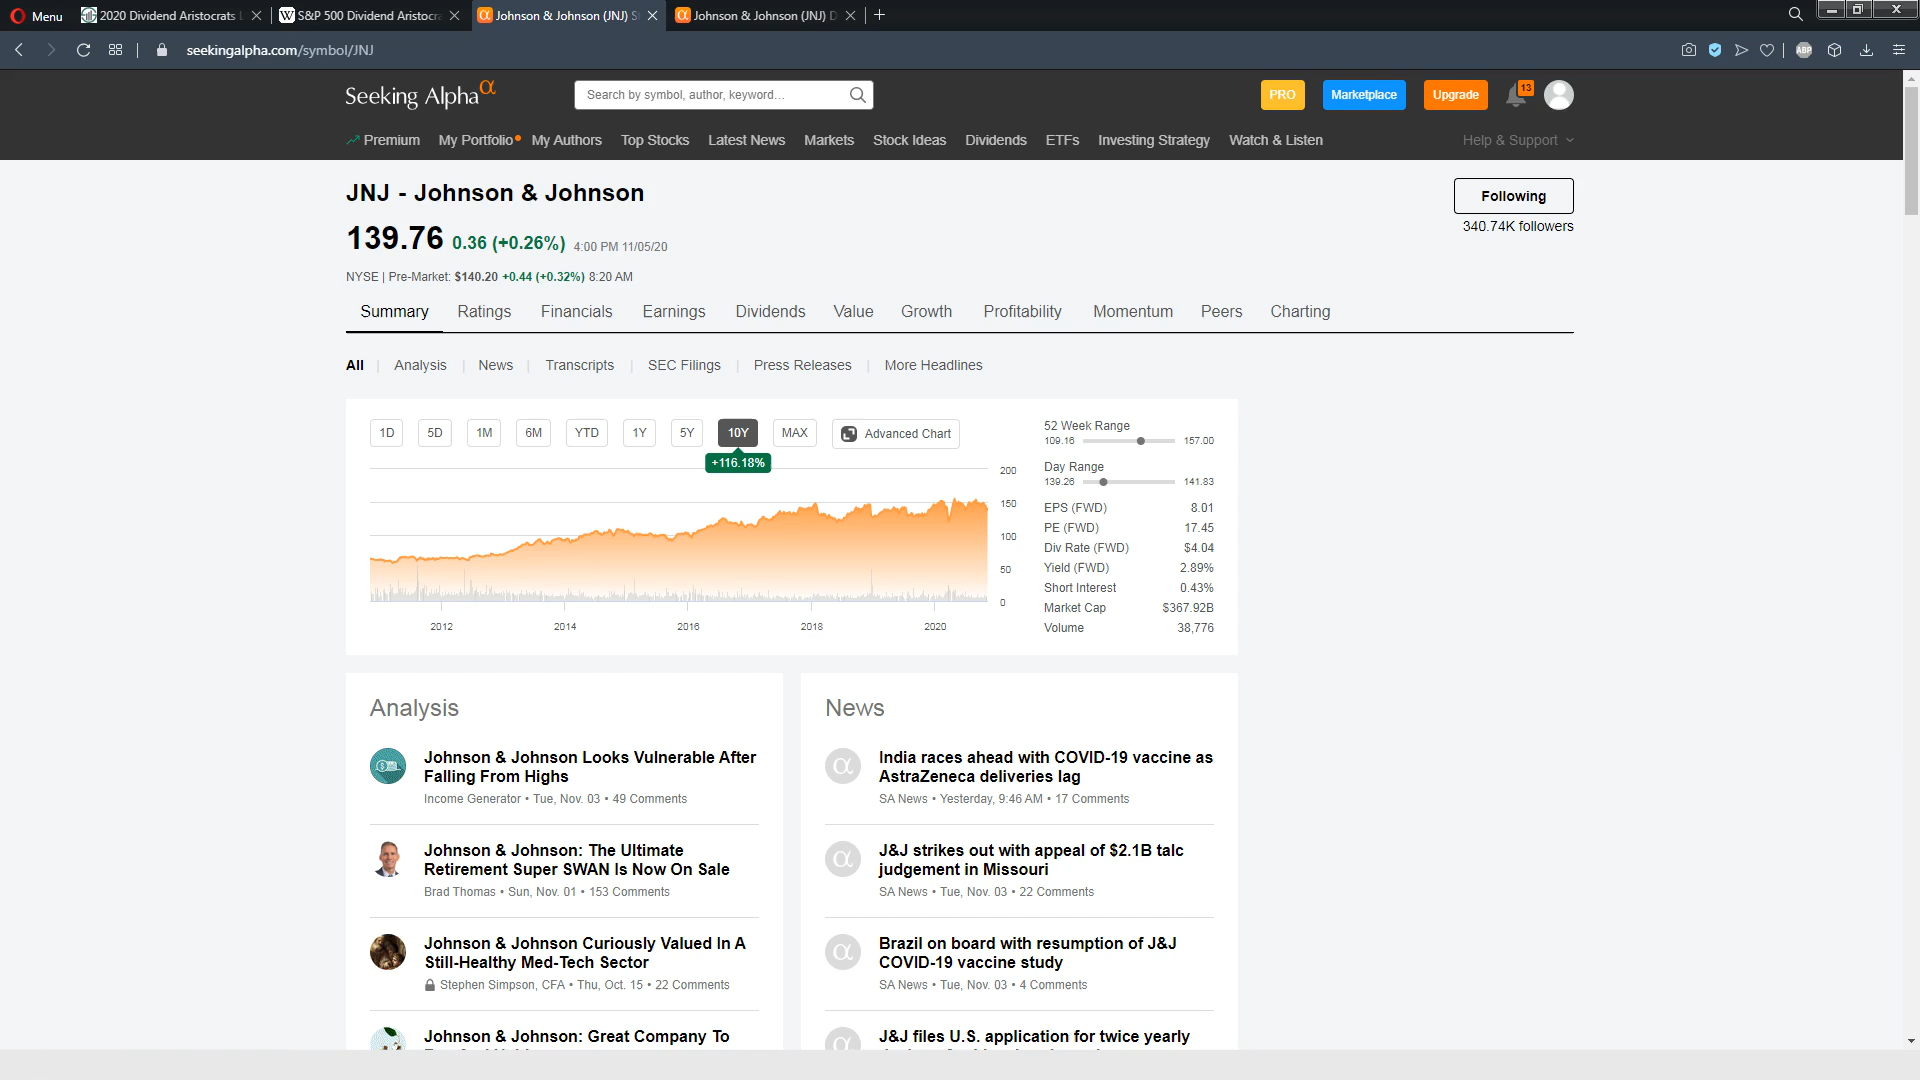 Menu
2020 Dividend Aristocrats L
S&P 500 Dividend Aristocra
Johnson & Johnson (JNJ) S
Johnson & Johnson (JNJ) D
seekingalpha.com/symbol/JNJ
ABP
Seeking Alpha α
Search by symbol, author, keyword...
PRO
Marketplace
Upgrade
13
Premium
My Portfolio
My Authors
Top Stocks
Latest News
Markets
Stock Ideas
Dividends
ETFs
Investing Strategy
Watch & Listen
Help & Support
JNJ - Johnson & Johnson
Following
340.74K followers
139.76 0.36 (+0.26%) 4:00 PM 11/05/20
NYSE | Pre-Market: $140.20 +0.44 (+0.32%) 8:20 AM
Summary
Ratings
Financials
Earnings
Dividends
Value
Growth
Profitability
Momentum
Peers
Charting
All | Analysis | News | Transcripts | SEC Filings | Press Releases | More Headlines
1D
5D
1M
6M
YTD
1Y
5Y
10Y
MAX
Advanced Chart
+116.18%
200
150
100
50
0
2012
2014
2016
2018
2020
52 Week Range
109.16 157.00
Day Range
139.26 141.83
EPS (FWD) 8.01
PE (FWD) 17.45
Div Rate (FWD) $4.04
Yield (FWD) 2.89%
Short Interest 0.43%
Market Cap $367.92B
Volume 38,776
Analysis
Johnson & Johnson Looks Vulnerable After
Falling From Highs
Income Generator • Tue, Nov. 03 • 49 Comments
Johnson & Johnson: The Ultimate
Retirement Super SWAN Is Now On Sale
Brad Thomas • Sun, Nov. 01 • 153 Comments
Johnson & Johnson Curiously Valued In A
Still-Healthy Med-Tech Sector
Stephen Simpson, CFA • Thu, Oct. 15 • 22 Comments
Johnson & Johnson: Great Company To
News
India races ahead with COVID-19 vaccine as
AstraZeneca deliveries lag
SA News • Yesterday, 9:46 AM • 17 Comments
J&J strikes out with appeal of $2.1B talc
judgement in Missouri
SA News • Tue, Nov. 03 • 22 Comments
Brazil on board with resumption of J&J
COVID-19 vaccine study
SA News • Tue, Nov. 03 • 4 Comments
J&J files U.S. application for twice yearly